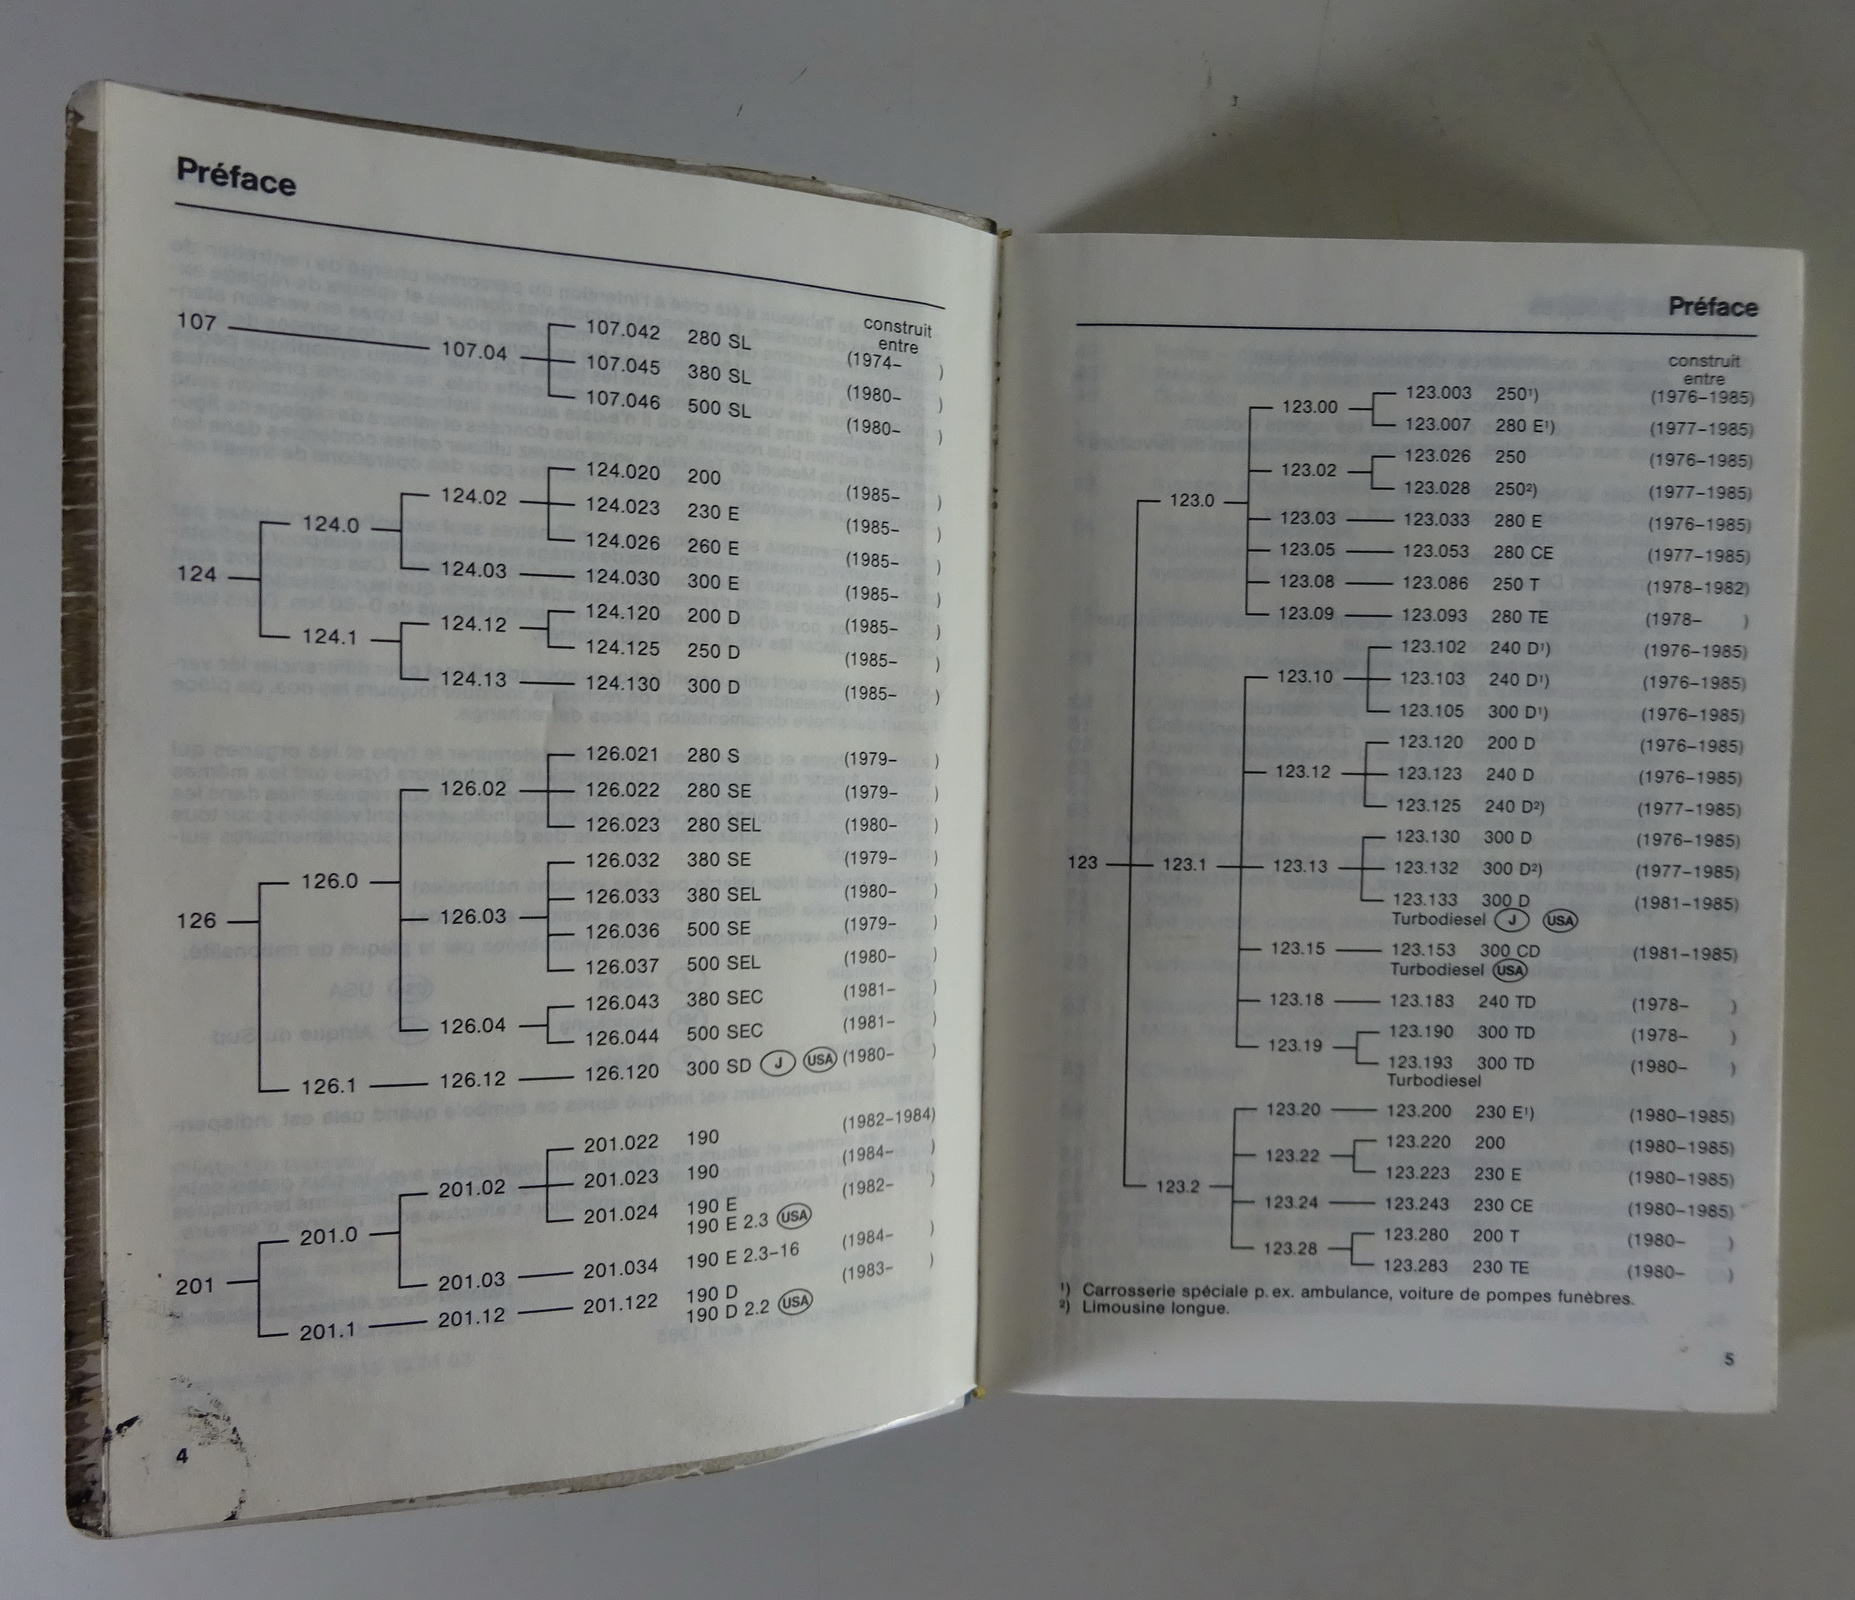 Préface
construit
entre
107 107.04 107.042 280 SL (1974– )
107.045 380 SL (1980– )
107.046 500 SL (1980– )
124 124.0 124.02 124.020 200 (1985– )
124.023 230 E (1985– )
124.026 260 E (1985– )
124.03 124.030 300 E (1985– )
124.1 124.12 124.120 200 D (1985– )
124.125 250 D (1985– )
124.13 124.130 300 D (1985– )
126 126.0 126.02 126.021 280 S (1979– )
126.022 280 SE (1979– )
126.023 280 SEL (1980– )
126.03 126.032 380 SE (1979– )
126.033 380 SEL (1980– )
126.036 500 SE (1979– )
126.037 500 SEL (1980– )
126.04 126.043 380 SEC (1981– )
126.044 500 SEC (1981– )
126.1 126.12 126.120 300 SD J USA (1980– )
201 201.0 201.02 201.022 190 (1982–1984)
201.023 190 (1984– )
201.024 190 E (1982– )
190 E 2.3 USA
201.03 201.034 190 E 2.3–16 (1984– )
201.1 201.12 201.122 190 D (1983– )
190 D 2.2 USA
4
Préface
construit
entre
123 123.0 123.00 123.003 250¹) (1976–1985)
123.007 280 E¹) (1977–1985)
123.02 123.026 250 (1976–1985)
123.028 250²) (1977–1985)
123.03 123.033 280 E (1976–1985)
123.05 123.053 280 CE (1977–1985)
123.08 123.086 250 T (1978–1982)
123.09 123.093 280 TE (1978– )
123.1 123.10 123.102 240 D¹) (1976–1985)
123.103 240 D¹) (1976–1985)
123.105 300 D¹) (1976–1985)
123.12 123.120 200 D (1976–1985)
123.123 240 D (1976–1985)
123.125 240 D²) (1977–1985)
123.13 123.130 300 D (1976–1985)
123.132 300 D²) (1977–1985)
123.133 300 D (1981–1985)
Turbodiesel J USA
123.15 123.153 300 CD (1981–1985)
Turbodiesel USA
123.18 123.183 240 TD (1978– )
123.19 123.190 300 TD (1978– )
123.193 300 TD (1980– )
Turbodiesel
123.2 123.20 123.200 230 E¹) (1980–1985)
123.22 123.220 200 (1980–1985)
123.223 230 E (1980–1985)
123.24 123.243 230 CE (1980–1985)
123.28 123.280 200 T (1980– )
123.283 230 TE (1980– )
¹) Carrosserie spéciale p. ex. ambulance, voiture de pompes funèbres.
²) Limousine longue.
5